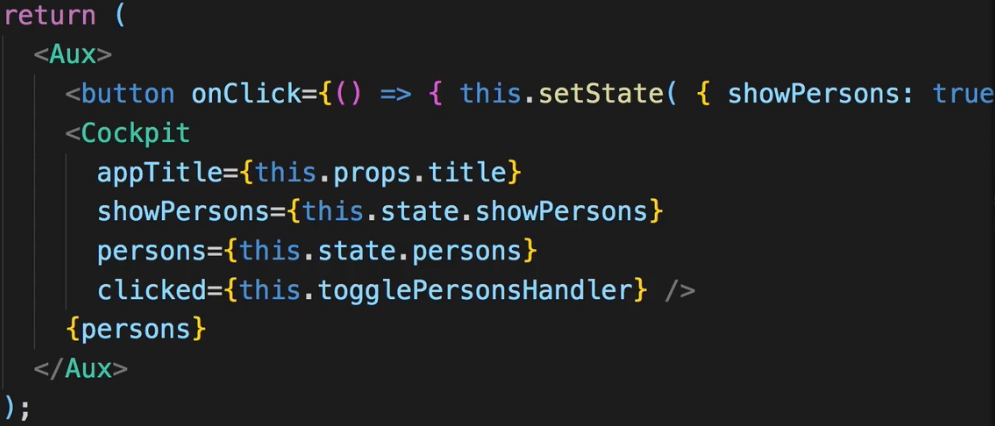 return (
<Aux>
<button onClick={() => { this.setState( { showPersons: true
<Cockpit
appTitle={this.props.title}
showPersons={this.state.showPersons}
persons={this.state.persons}
clicked={this.togglePersonsHandler} />
{persons}
</Aux>
);